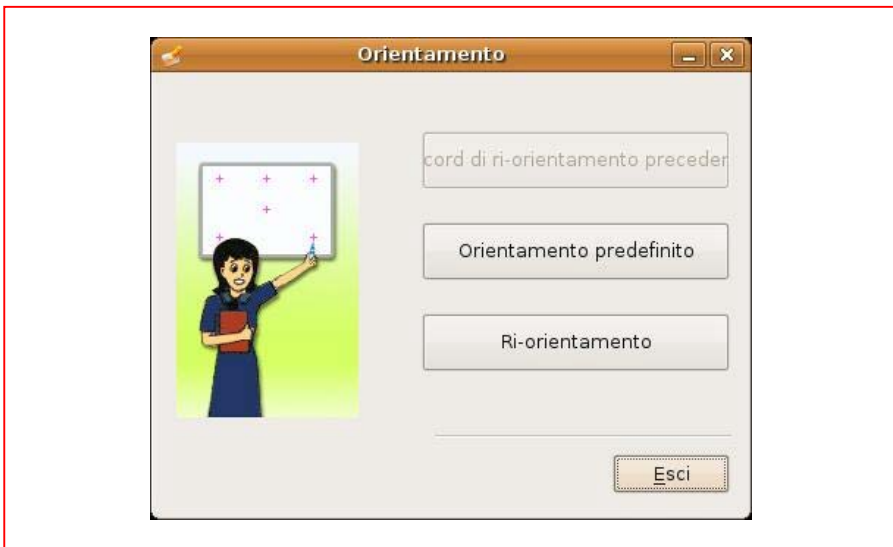 Orientamento
cord di ri-orientamento preceder
Orientamento predefinito
Ri-orientamento
Esci